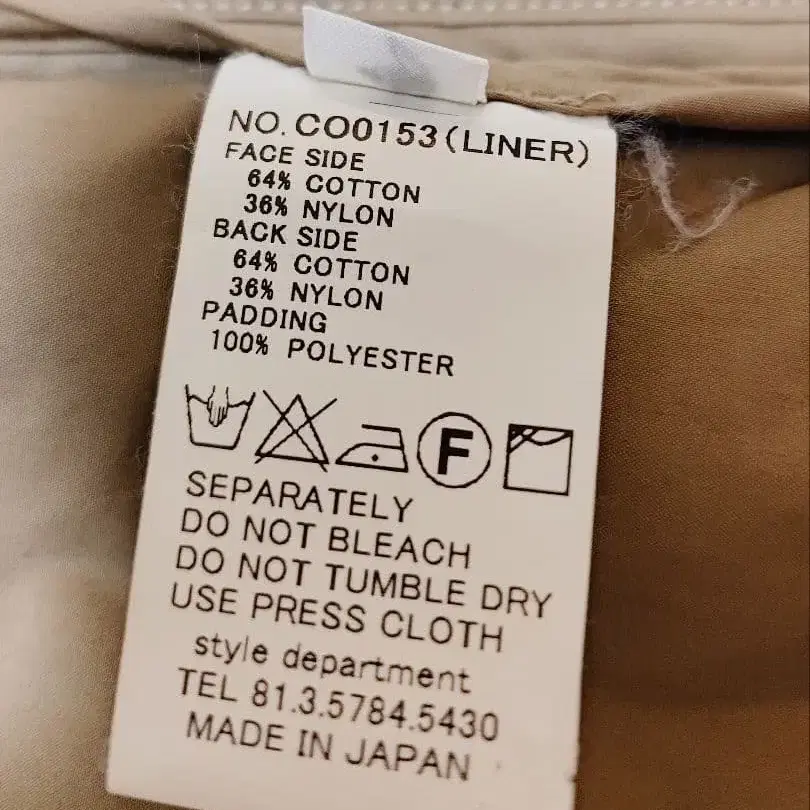 NO. CO0153(LINER)
FACE SIDE
64% COTTON
36% NYLON
BACK SIDE
64% COTTON
36% NYLON
PADDING
100% POLYESTER
F
SEPARATELY
DO NOT BLEACH
DO NOT TUMBLE DRY
USE PRESS CLOTH
style department
TEL 81.3.5784.5430
MADE IN JAPAN